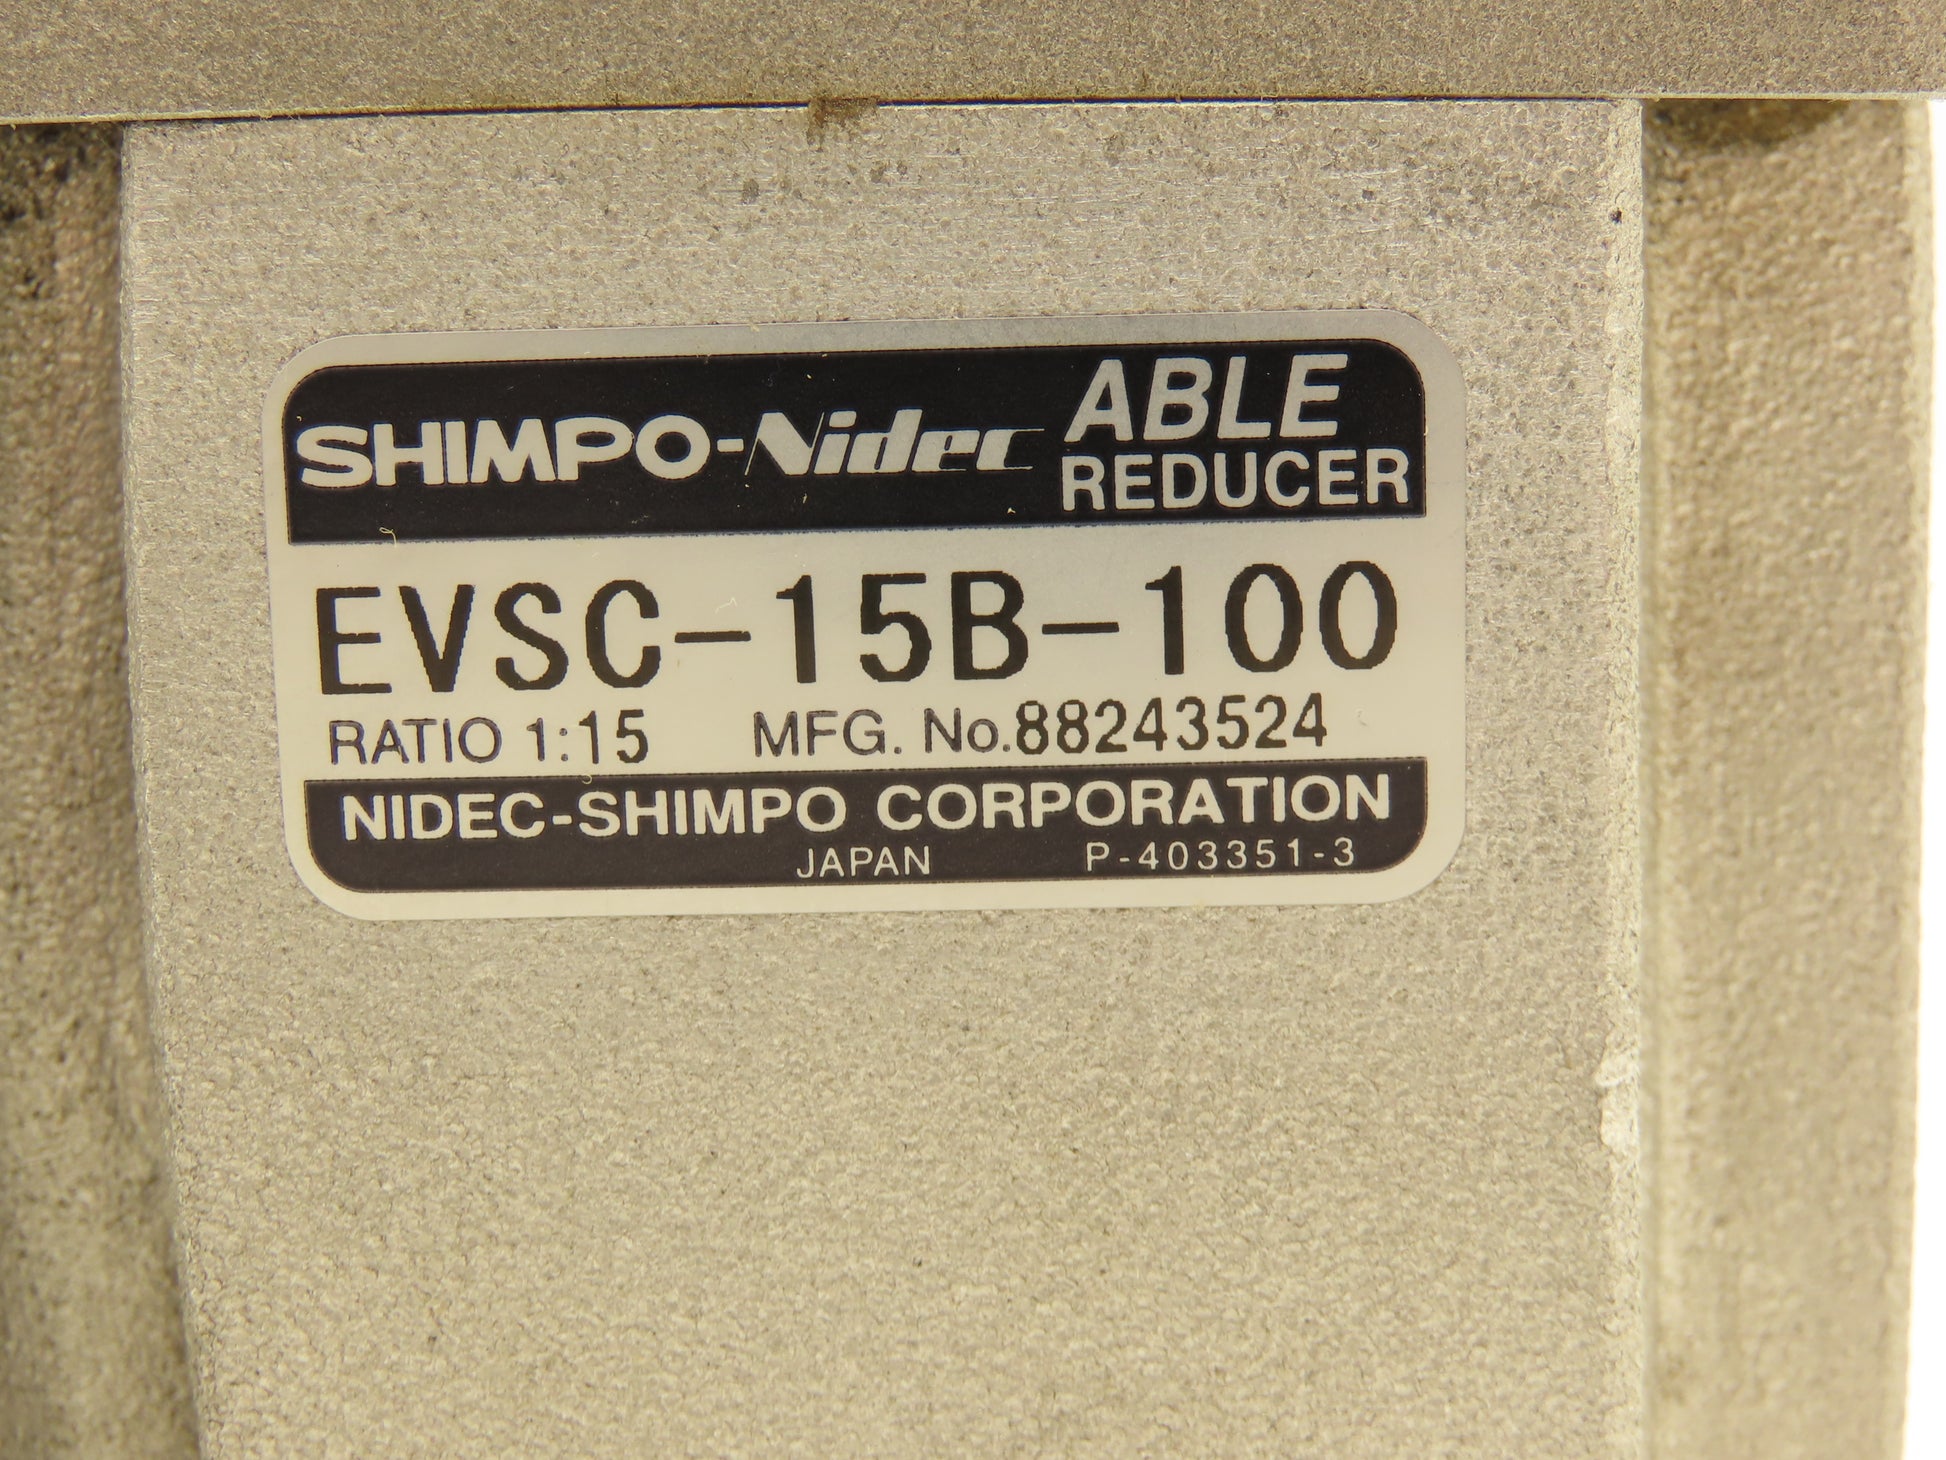 SHIMPO-Nidec ABLE REDUCER
EVSC-15B-100
RATIO 1:15 MFG. No.88243524
NIDEC-SHIMPO CORPORATION
JAPAN P-403351-3